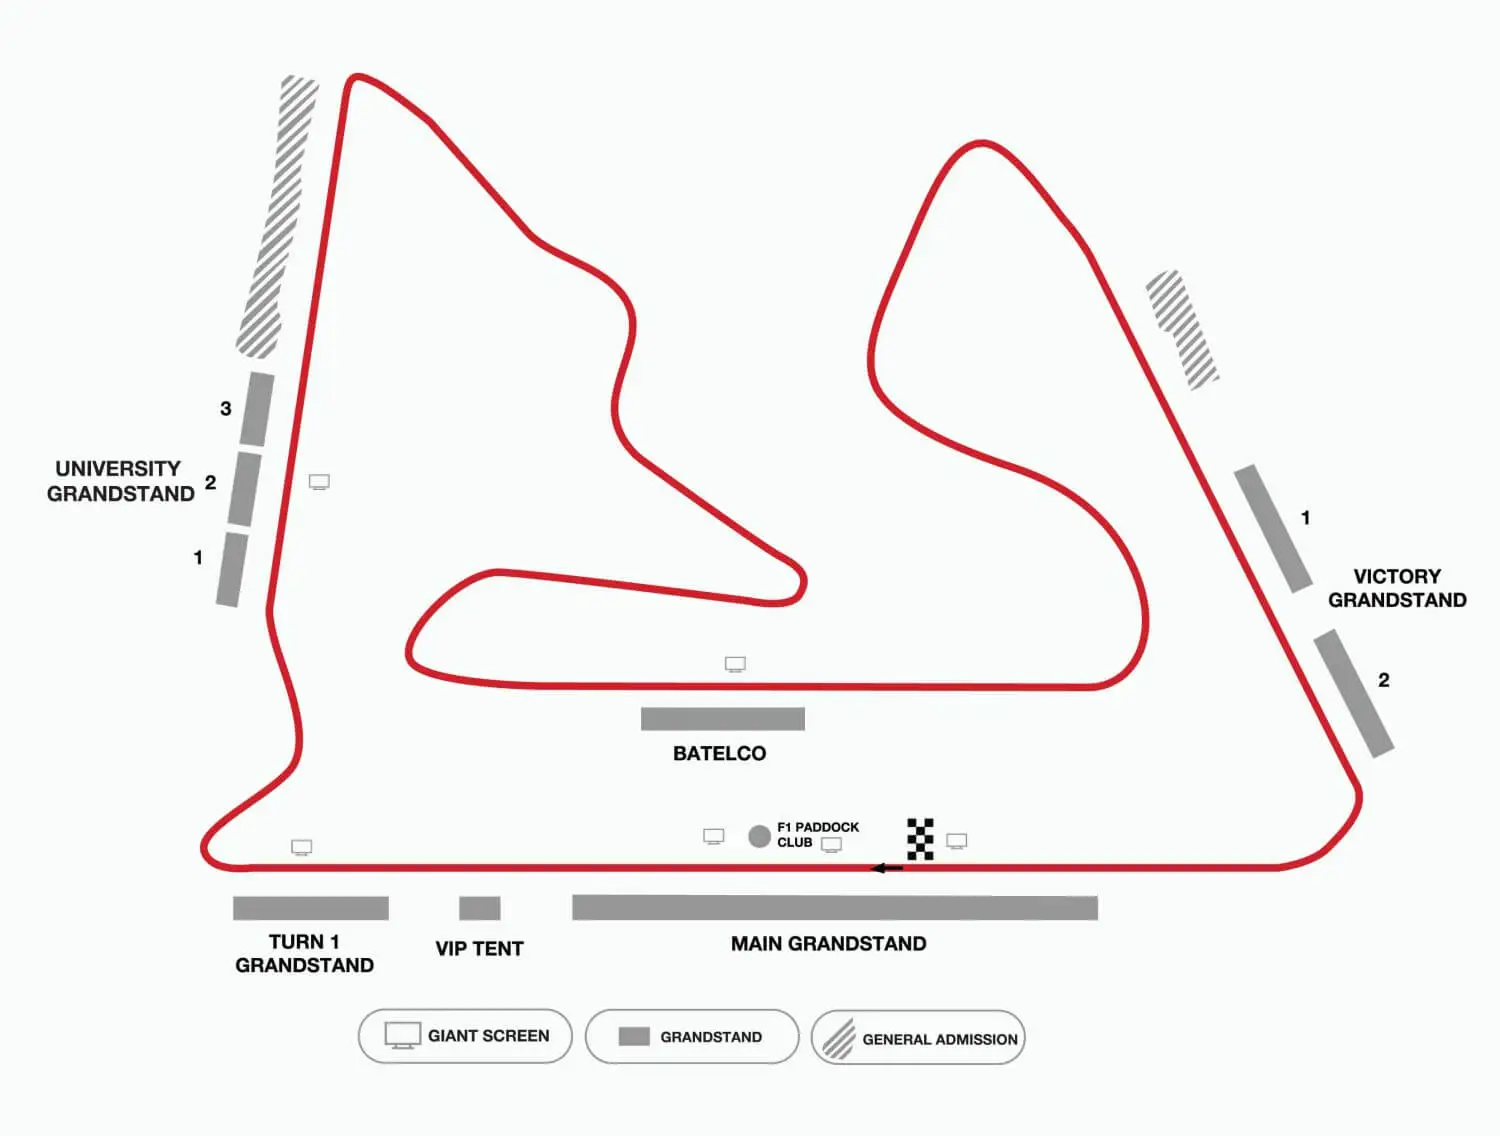 3
UNIVERSITY
GRANDSTAND
2
1
1
VICTORY
GRANDSTAND
2
BATELCO
F1 PADDOCK
CLUB
TURN 1
GRANDSTAND
VIP TENT
MAIN GRANDSTAND
GIANT SCREEN
GRANDSTAND
GENERAL ADMISSION